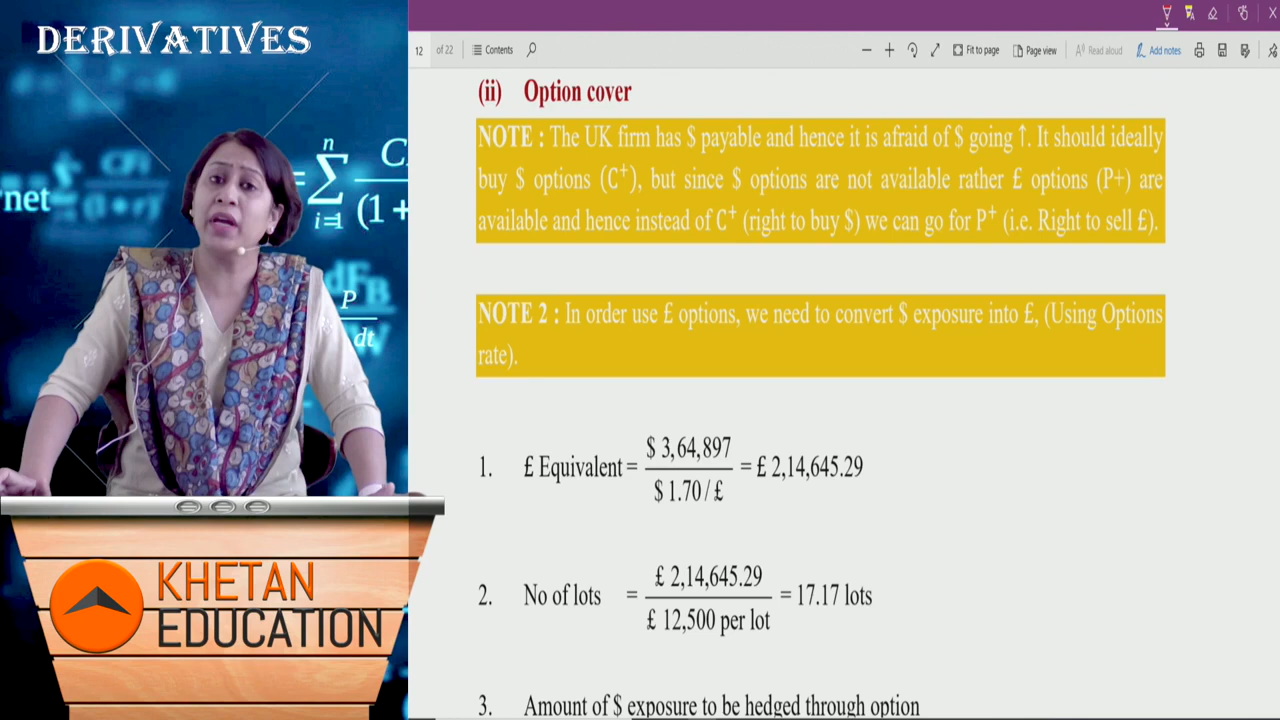 DERIVATIVES
12 of 22 Contents Fit to page Page view Read aloud Add notes
(ii) Option cover
NOTE : The UK firm has $ payable and hence it is afraid of $ going ↑. It should ideally
buy $ options (C⁺), but since $ options are not available rather £ options (P+) are
available and hence instead of C⁺ (right to buy $) we can go for P⁺ (i.e. Right to sell £).
NOTE 2 : In order use £ options, we need to convert $ exposure into £, (Using Options
rate).
1. £ Equivalent = $ 3,64,897 / $ 1.70 / £ = £ 2,14,645.29
2. No of lots = £ 2,14,645.29 / £ 12,500 per lot = 17.17 lots
3. Amount of $ exposure to be hedged through option
net
n
Σ
i=1
(1 +
P
dt
KHETAN
EDUCATION